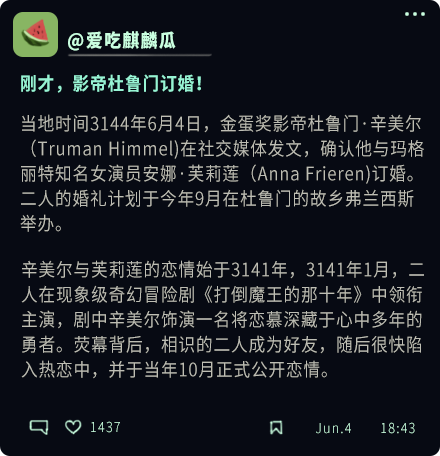 @爱吃麒麟瓜
刚才，影帝杜鲁门订婚！
当地时间3144年6月4日，金蛋奖影帝杜鲁门·辛美尔
（Truman Himmel)在社交媒体发文，确认他与玛格
丽特知名女演员安娜·芙莉莲（Anna Frieren)订婚。
二人的婚礼计划于今年9月在杜鲁门的故乡弗兰西斯
举办。
辛美尔与芙莉莲的恋情始于3141年，3141年1月，二
人在现象级奇幻冒险剧《打倒魔王的那十年》中领衔
主演，剧中辛美尔饰演一名将恋慕深藏于心中多年的
勇者。荧幕背后，相识的二人成为好友，随后很快陷
入热恋中，并于当年10月正式公开恋情。
1437 Jun.4 18:43